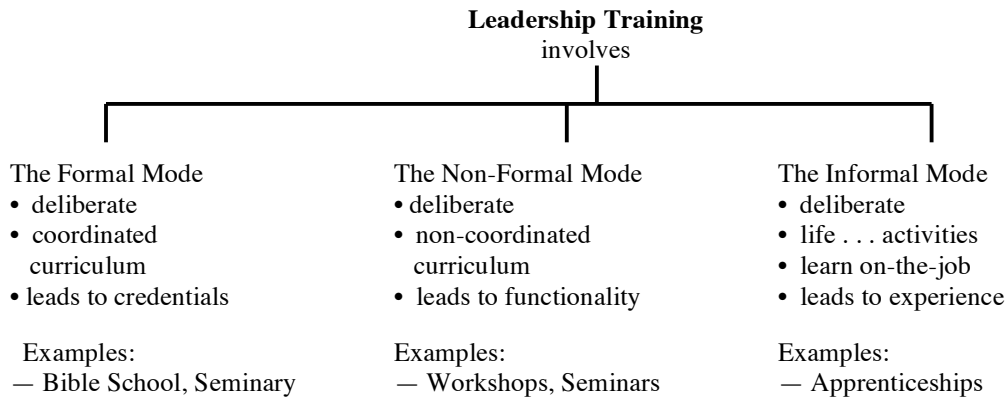 Leadership Training
involves
The Formal Mode
• deliberate
• coordinated
curriculum
• leads to credentials
Examples:
— Bible School, Seminary
The Non-Formal Mode
• deliberate
• non-coordinated
curriculum
• leads to functionality
Examples:
— Workshops, Seminars
The Informal Mode
• deliberate
• life . . . activities
• learn on-the-job
• leads to experience
Examples:
— Apprenticeships